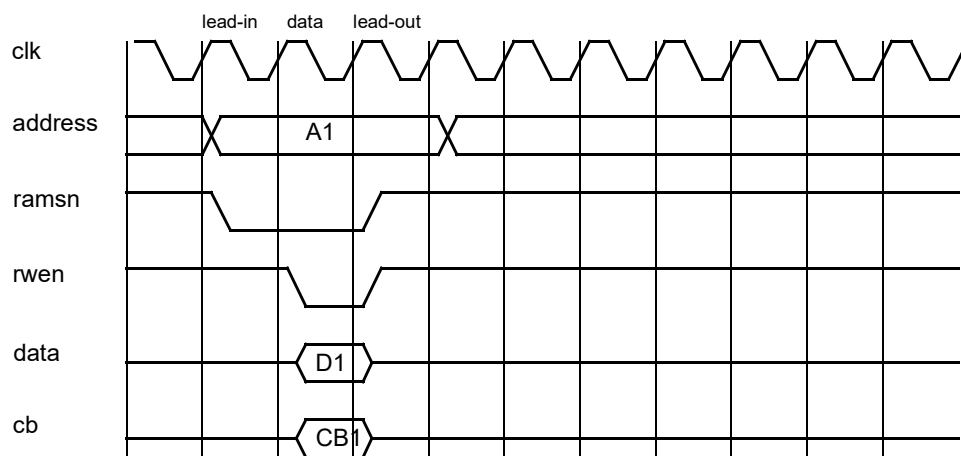 lead-in data lead-out
clk
address A1
ramsn
rwen
data D1
cb CB1